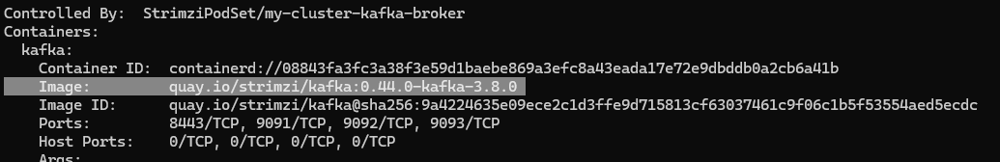 Controlled By:  StrimziPodSet/my-cluster-kafka-broker
Containers:
  kafka:
    Container ID:  containerd://08843fa3fc3a38f3e59d1baebe869a3efc8a43eada17e72e9dbddb0a2cb6a41b
    Image:         quay.io/strimzi/kafka:0.44.0-kafka-3.8.0
    Image ID:      quay.io/strimzi/kafka@sha256:9a4224635e09ece2c1d3ffe9d715813cf63037461c9f06c1b5f53554aed5ecdc
    Ports:         8443/TCP, 9091/TCP, 9092/TCP, 9093/TCP
    Host Ports:    0/TCP, 0/TCP, 0/TCP, 0/TCP
    Args: